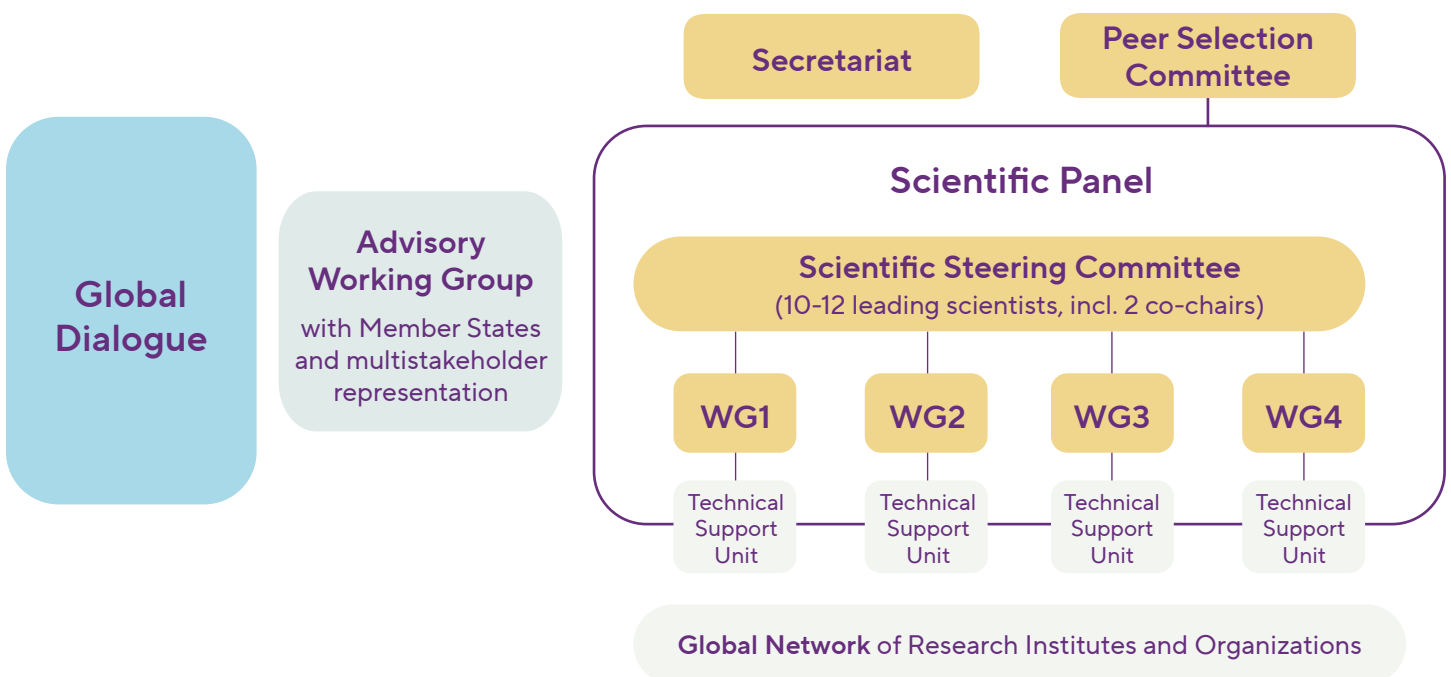 Secretariat
Peer Selection
Committee
Global
Dialogue
Advisory
Working Group
with Member States
and multistakeholder
representation
Scientific Panel
Scientific Steering Committee
(10-12 leading scientists, incl. 2 co-chairs)
WG1
WG2
WG3
WG4
Technical
Support
Unit
Technical
Support
Unit
Technical
Support
Unit
Technical
Support
Unit
Global Network of Research Institutes and Organizations